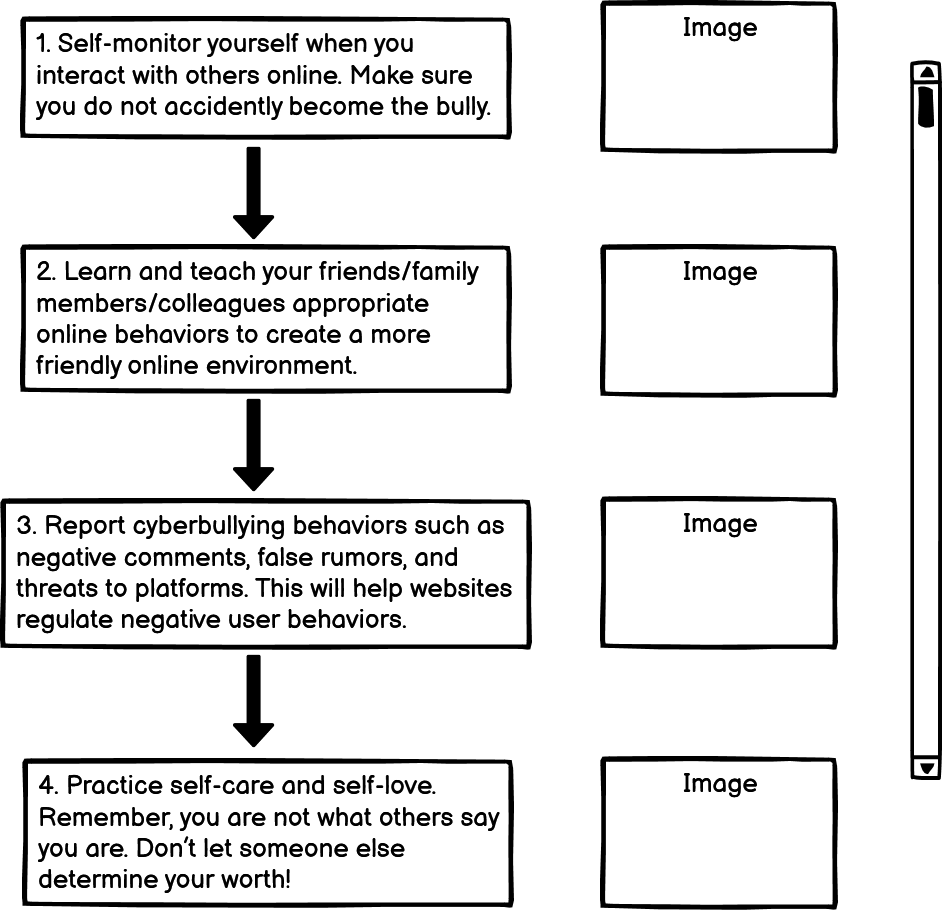 1. Self-monitor yourself when you
interact with others online. Make sure
you do not accidently become the bully.
Image
2. Learn and teach your friends/family
members/colleagues appropriate
online behaviors to create a more
friendly online environment.
Image
3. Report cyberbullying behaviors such as
negative comments, false rumors, and
threats to platforms. This will help websites
regulate negative user behaviors.
Image
4. Practice self-care and self-love.
Remember, you are not what others say
you are. Don't let someone else
determine your worth!
Image